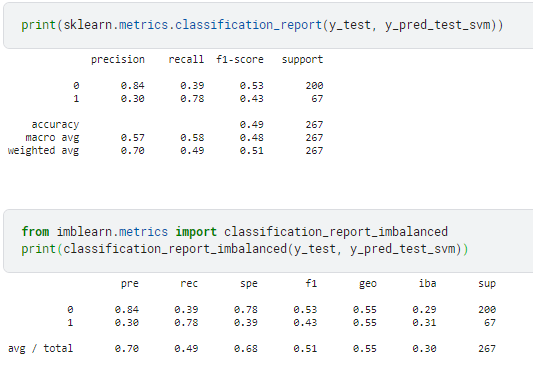 print(sklearn.metrics.classification_report(y_test, y_pred_test_svm))
precision recall f1-score support
0 0.84 0.39 0.53 200
1 0.30 0.78 0.43 67
accuracy 0.49 267
macro avg 0.57 0.58 0.48 267
weighted avg 0.70 0.49 0.51 267
from imblearn.metrics import classification_report_imbalanced
print(classification_report_imbalanced(y_test, y_pred_test_svm))
pre rec spe f1 geo iba sup
0 0.84 0.39 0.78 0.53 0.55 0.29 200
1 0.30 0.78 0.39 0.43 0.55 0.31 67
avg / total 0.70 0.49 0.68 0.51 0.55 0.30 267